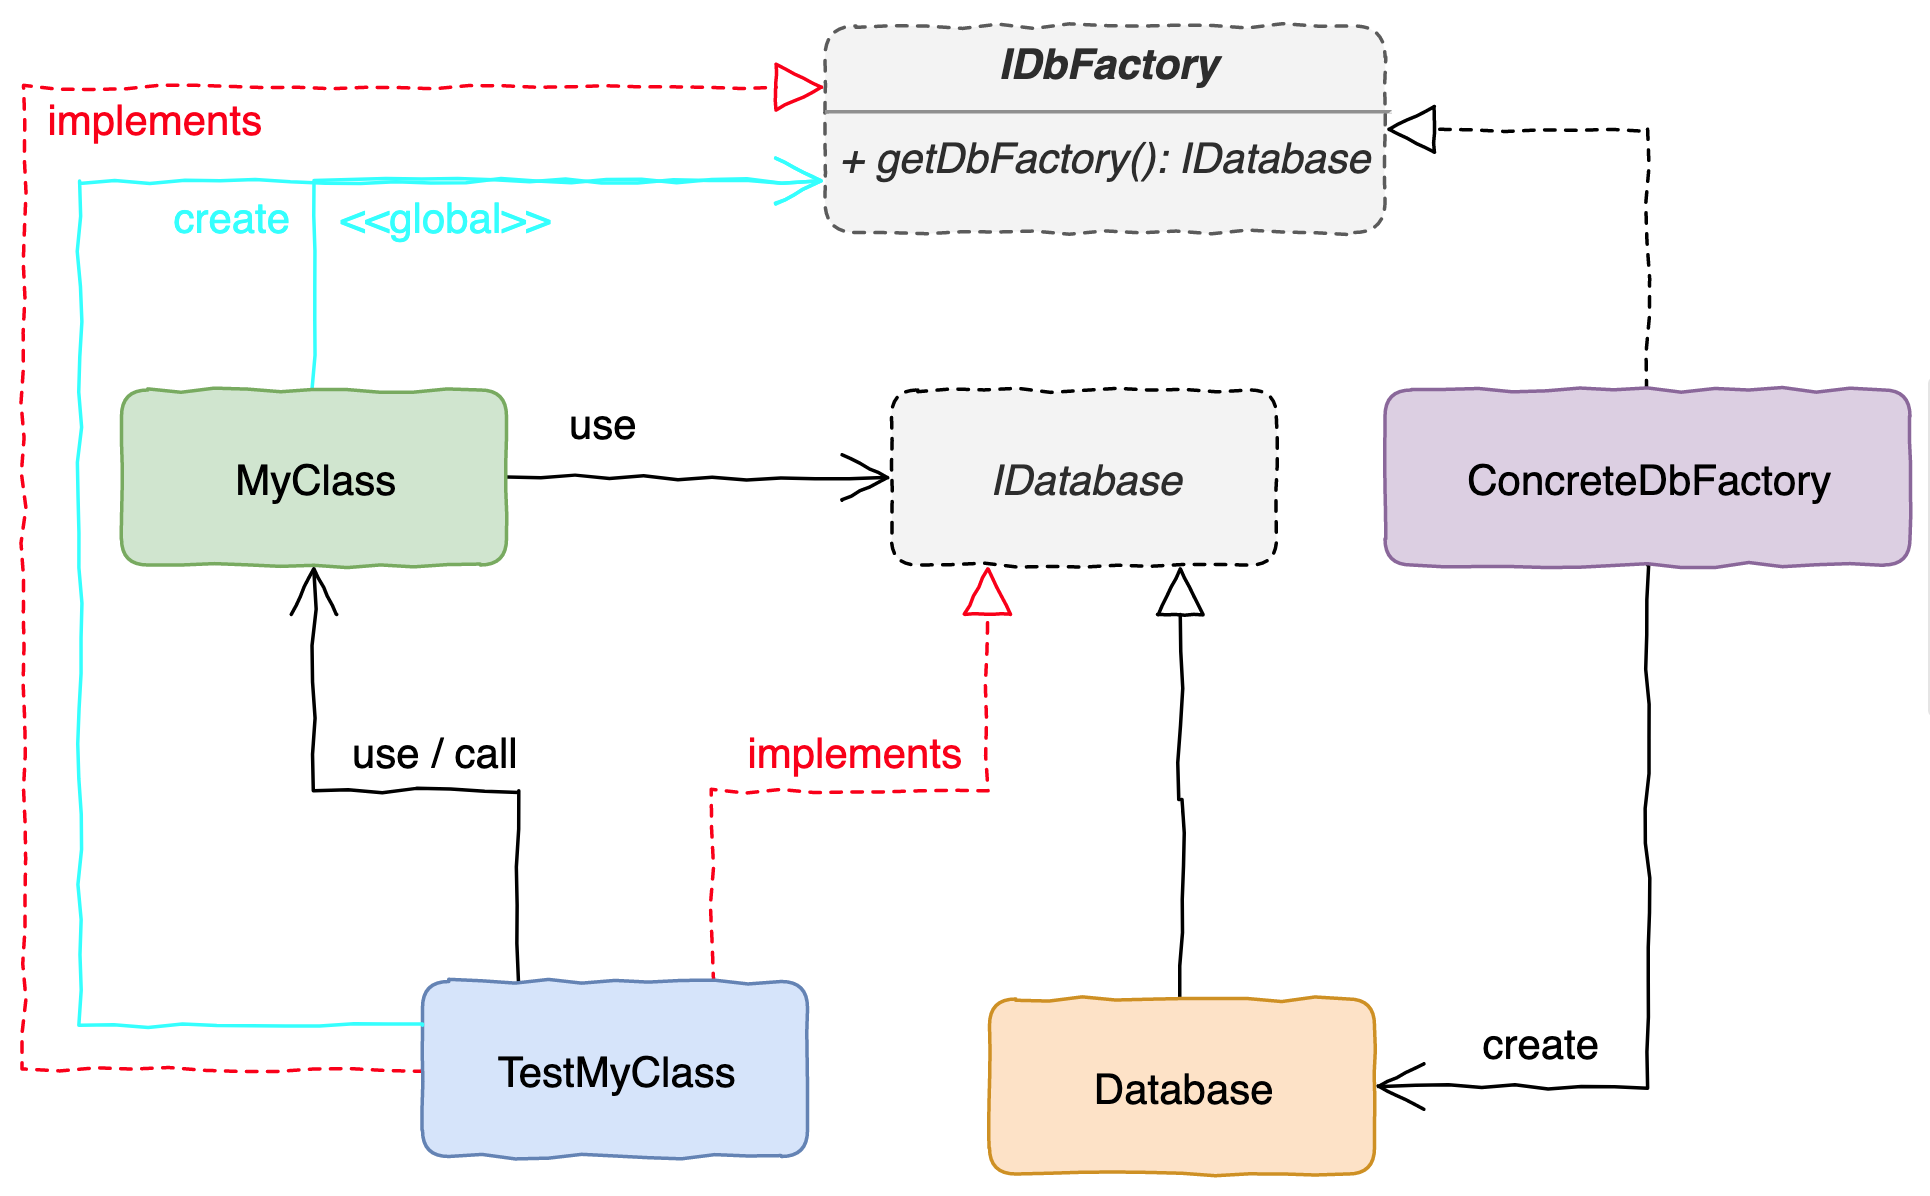 IDbFactory
implements
+ getDbFactory(): IDatabase
create
<<global>>
use
MyClass
IDatabase
ConcreteDbFactory
use / call
implements
create
TestMyClass
Database